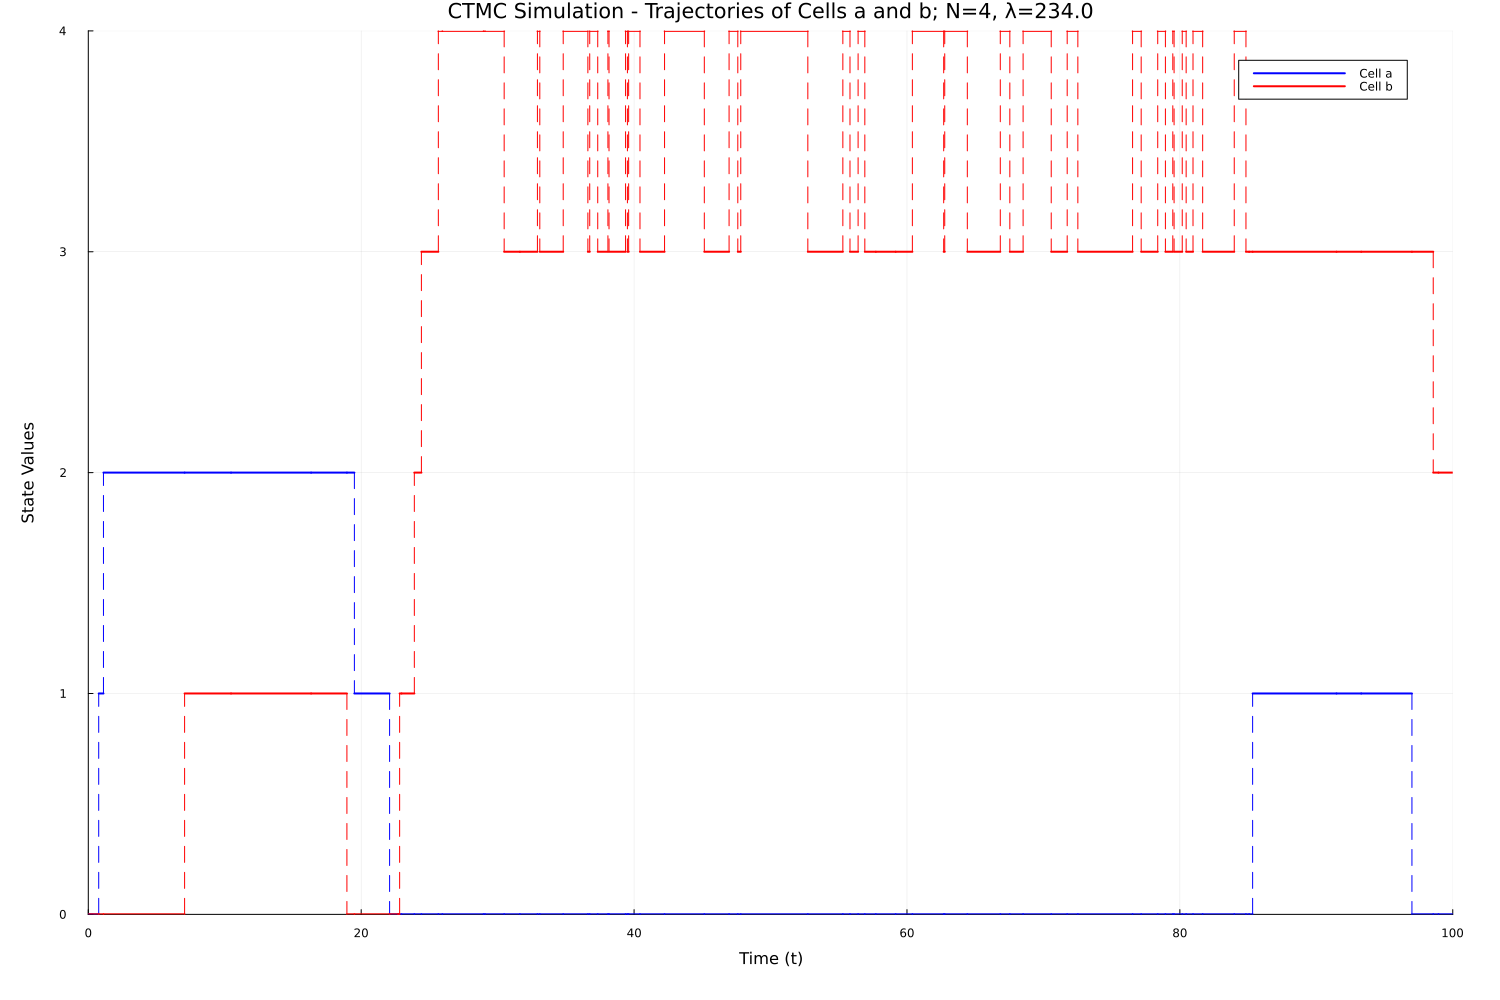 CTMC Simulation - Trajectories of Cells a and b; N=4, λ=234.0
4
Cell a
Cell b
3
State Values
2
1
0
0 20 40 60 80 100
Time (t)